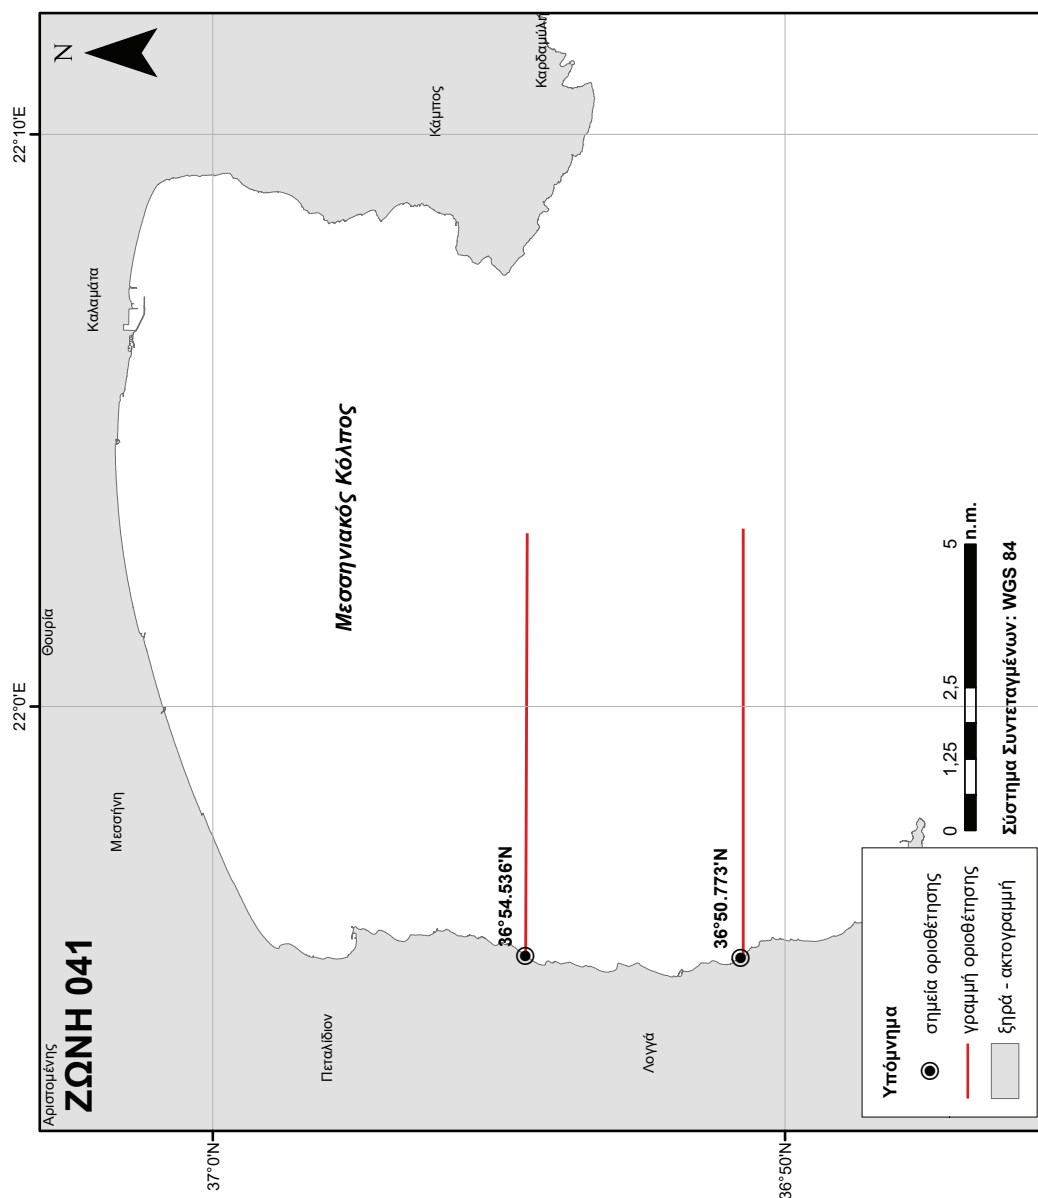 ΖΩΝΗ 041
22°0'E
22°10'E
37°0'N
36°50'N
N
Αριστομένης
Θουρία
Μεσσήνη
Καλαμάτα
Κάμπος
Καρδαμύλη
Πεταλίδιον
Λογγά
Μεσσηνιακός Κόλπος
36°54.536'N
36°50.773'N
Υπόμνημα
σημεία οριοθέτησης
γραμμή οριοθέτησης
ξηρά - ακτογραμμή
0 1,25 2,5 5
n.m.
Σύστημα Συντεταγμένων: WGS 84